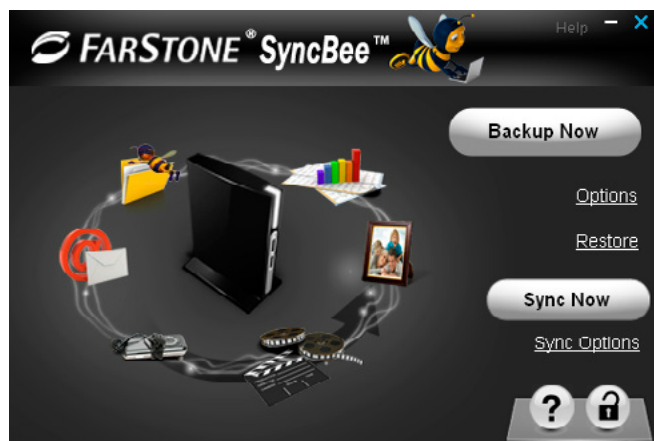 Help
FARSTONE® SyncBee™
Backup Now
Options
Restore
Sync Now
Sync Options
@
?